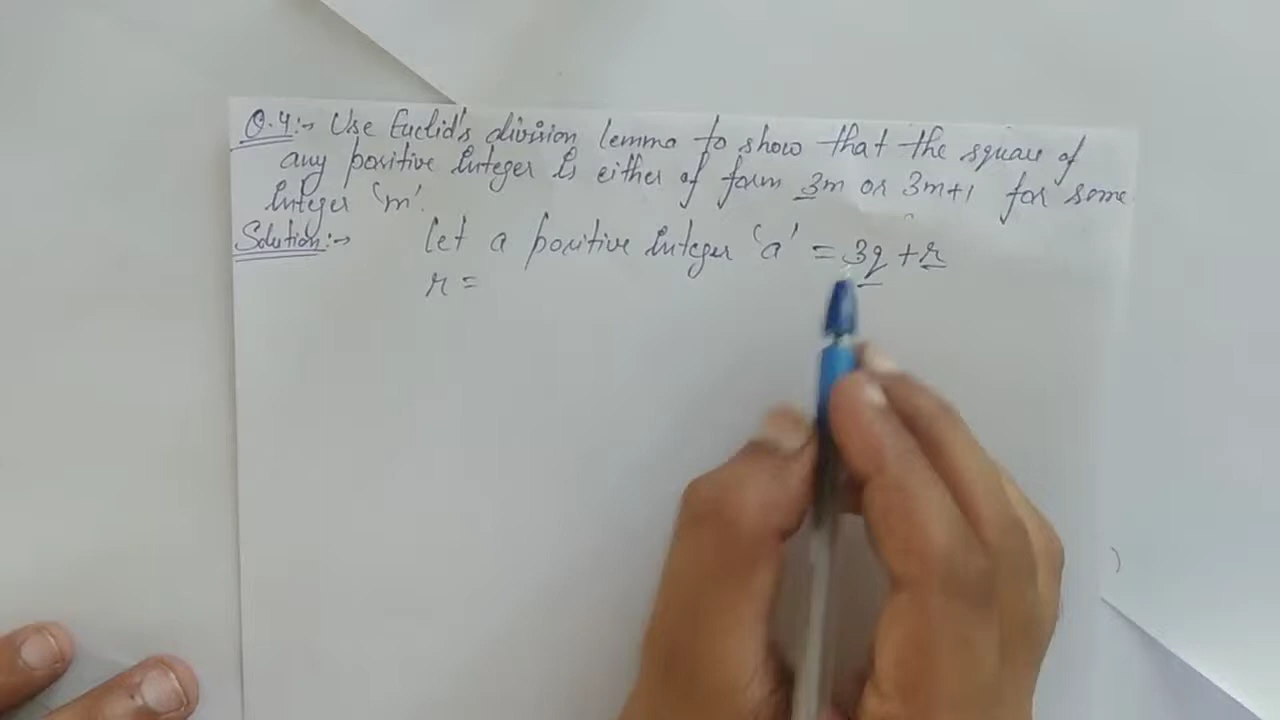 Q.4:→ Use Euclid's division lemma to show that the square of
any positive integer is either of form 3m or 3m+1 for some
integer 'm'.
Solution:→ Let a positive integer 'a' = 3q + r
r =